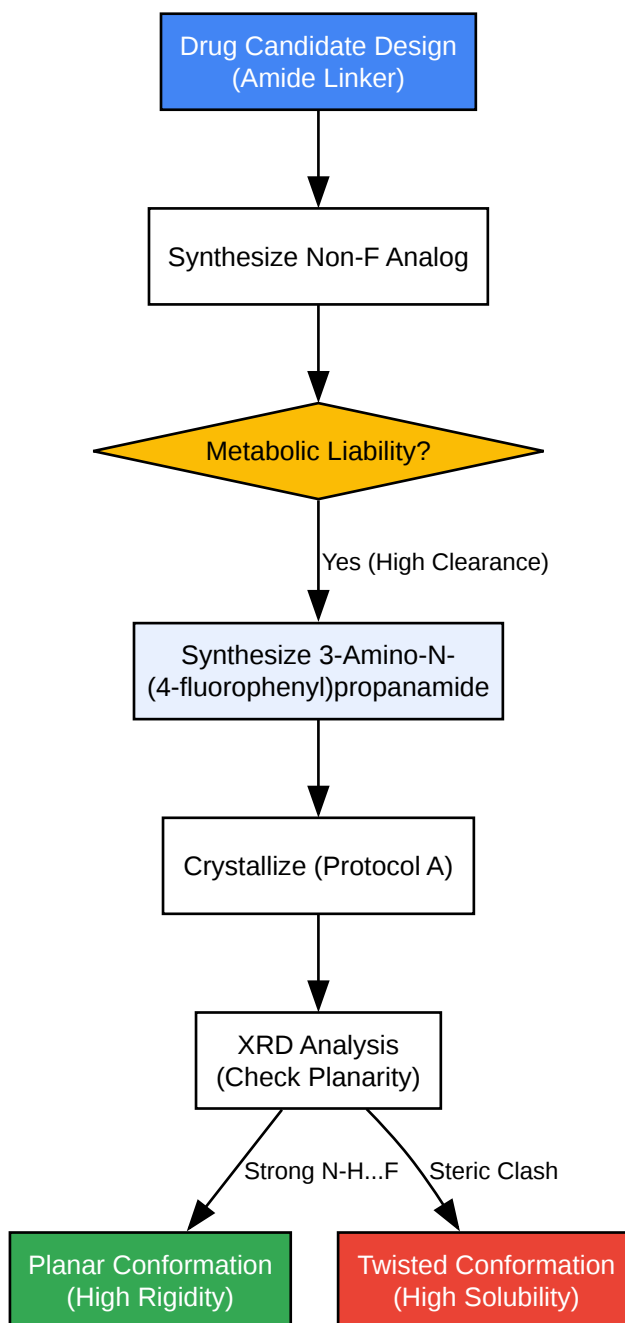 Drug Candidate Design
(Amide Linker)
Synthesize Non-F Analog
Metabolic Liability?
Yes (High Clearance)
Synthesize 3-Amino-N-
(4-fluorophenyl)propanamide
Crystallize (Protocol A)
XRD Analysis
(Check Planarity)
Strong N-H...F
Steric Clash
Planar Conformation
(High Rigidity)
Twisted Conformation
(High Solubility)